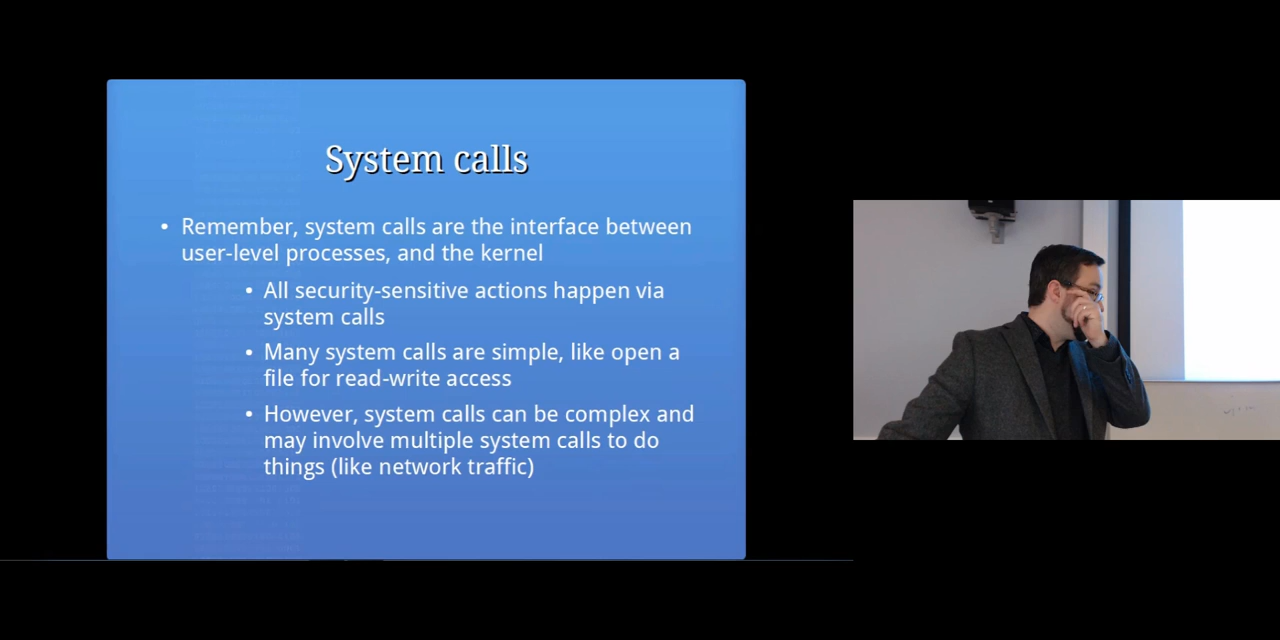 System calls
• Remember, system calls are the interface between
user-level processes, and the kernel
• All security-sensitive actions happen via
system calls
• Many system calls are simple, like open a
file for read-write access
• However, system calls can be complex and
may involve multiple system calls to do
things (like network traffic)